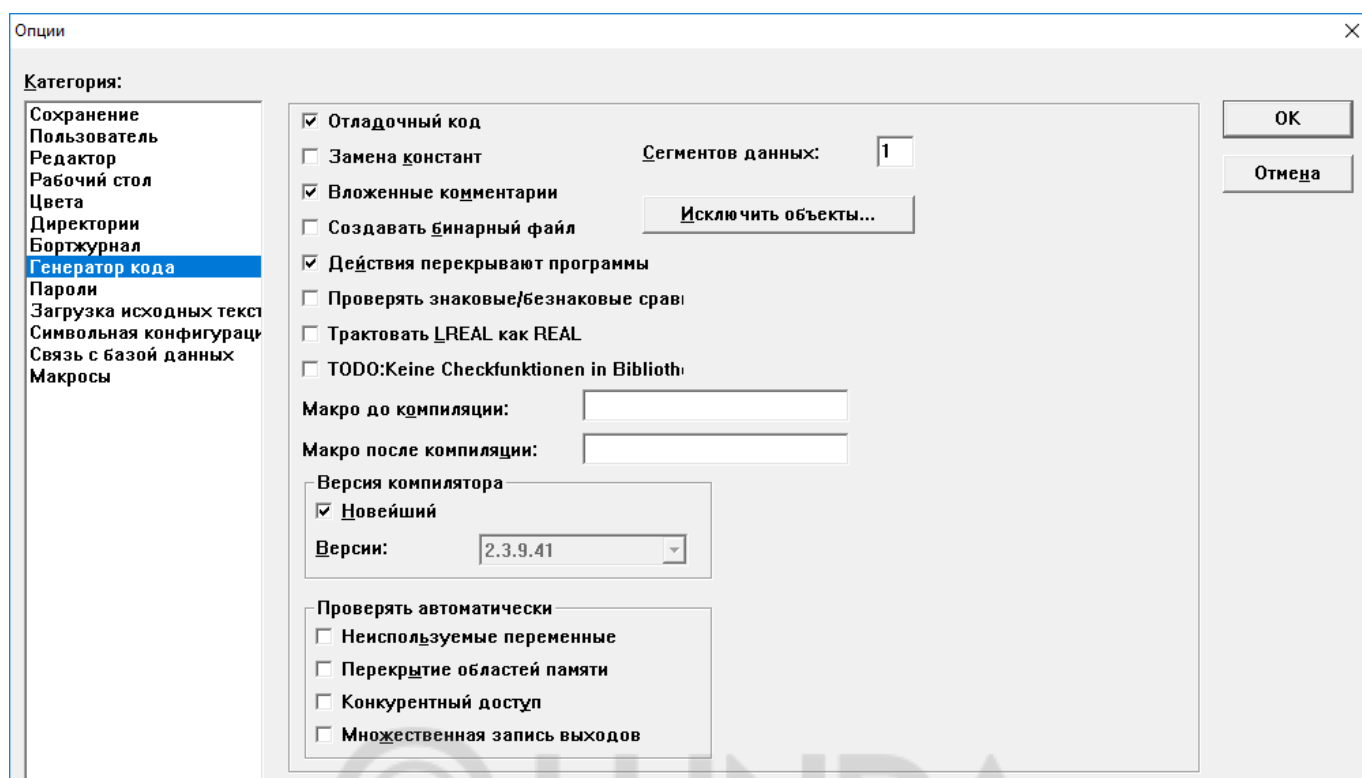 Опции
Категория:
Сохранение
Пользователь
Редактор
Рабочий стол
Цвета
Директории
Бортжурнал
Генератор кода
Пароли
Загрузка исходных текст
Символьная конфигураци
Связь с базой данных
Макросы
Отладочный код
Замена констант
Сегментов данных: 1
Вложенные комментарии
Исключить объекты...
Создавать бинарный файл
Действия перекрывают программы
Проверять знаковые/безнаковые срав
Трактовать LREAL как REAL
TODO:Keine Checkfunktionen in Biblioth
Макро до компиляции:
Макро после компиляции:
Версия компилятора
Новейший
Версии: 2.3.9.41
Проверять автоматически
Неиспользуемые переменные
Перекрытие областей памяти
Конкурентный доступ
Множественная запись выходов
OK
Отмена